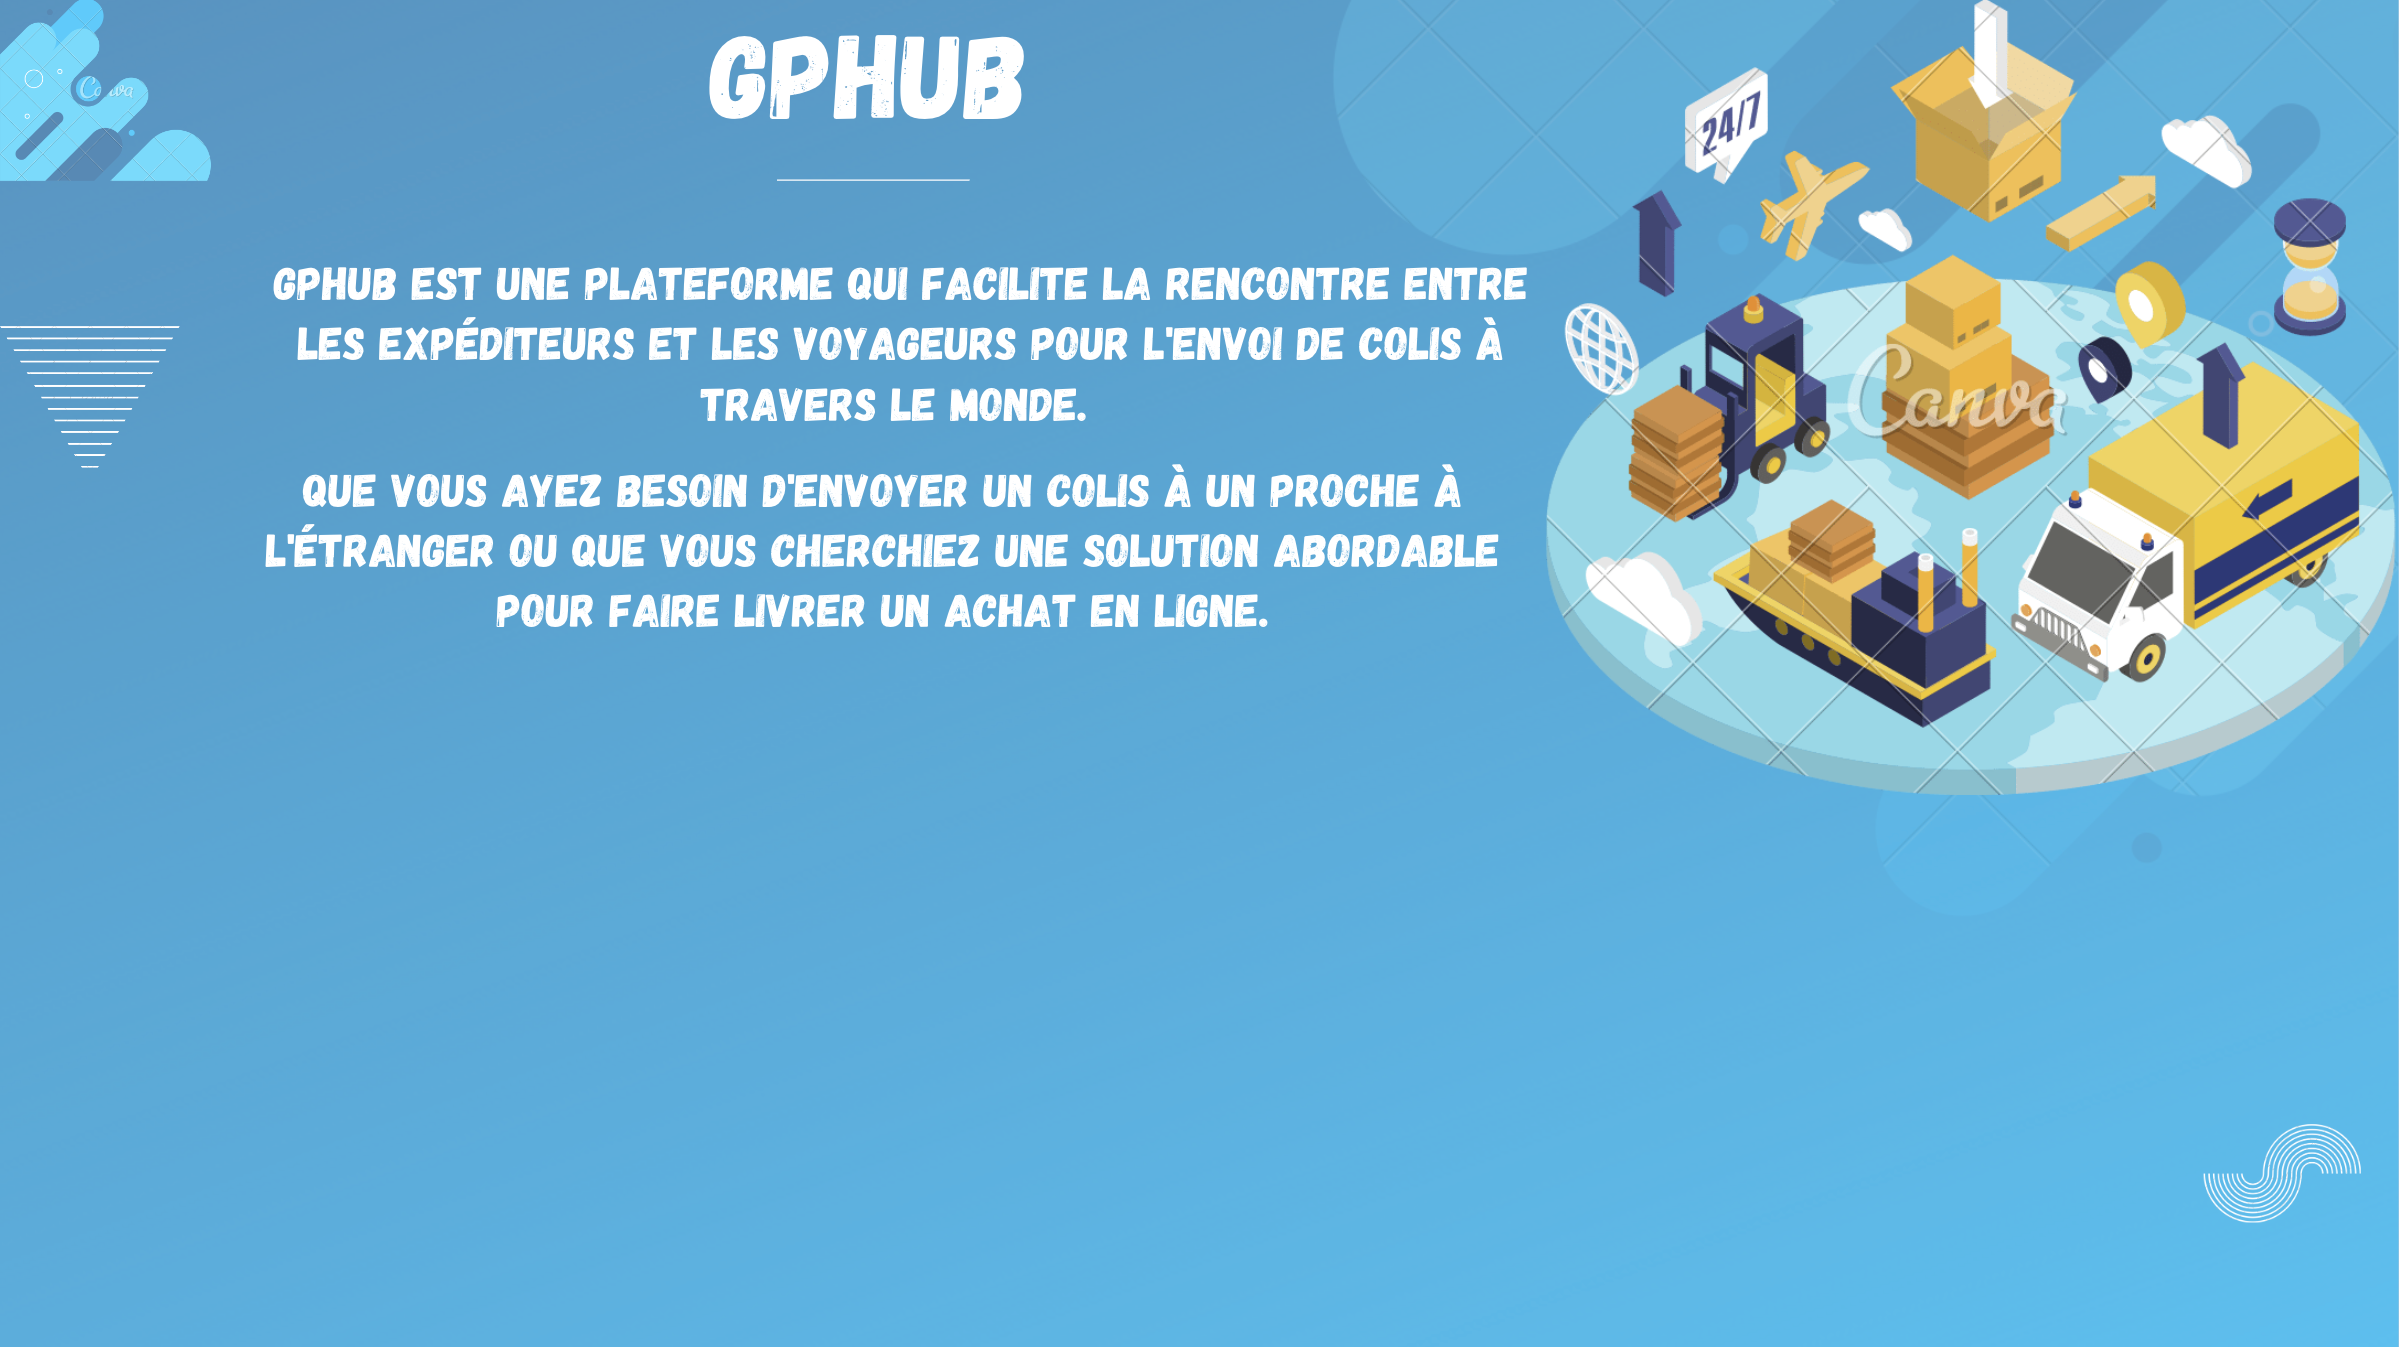 GPHUB
GPHUB EST UNE PLATEFORME QUI FACILITE LA RENCONTRE ENTRE
LES EXPÉDITEURS ET LES VOYAGEURS POUR L'ENVOI DE COLIS À
TRAVERS LE MONDE.
QUE VOUS AYEZ BESOIN D'ENVOYER UN COLIS À UN PROCHE À
L'ÉTRANGER OU QUE VOUS CHERCHIEZ UNE SOLUTION ABORDABLE
POUR FAIRE LIVRER UN ACHAT EN LIGNE.
24/7
Canva
Canva